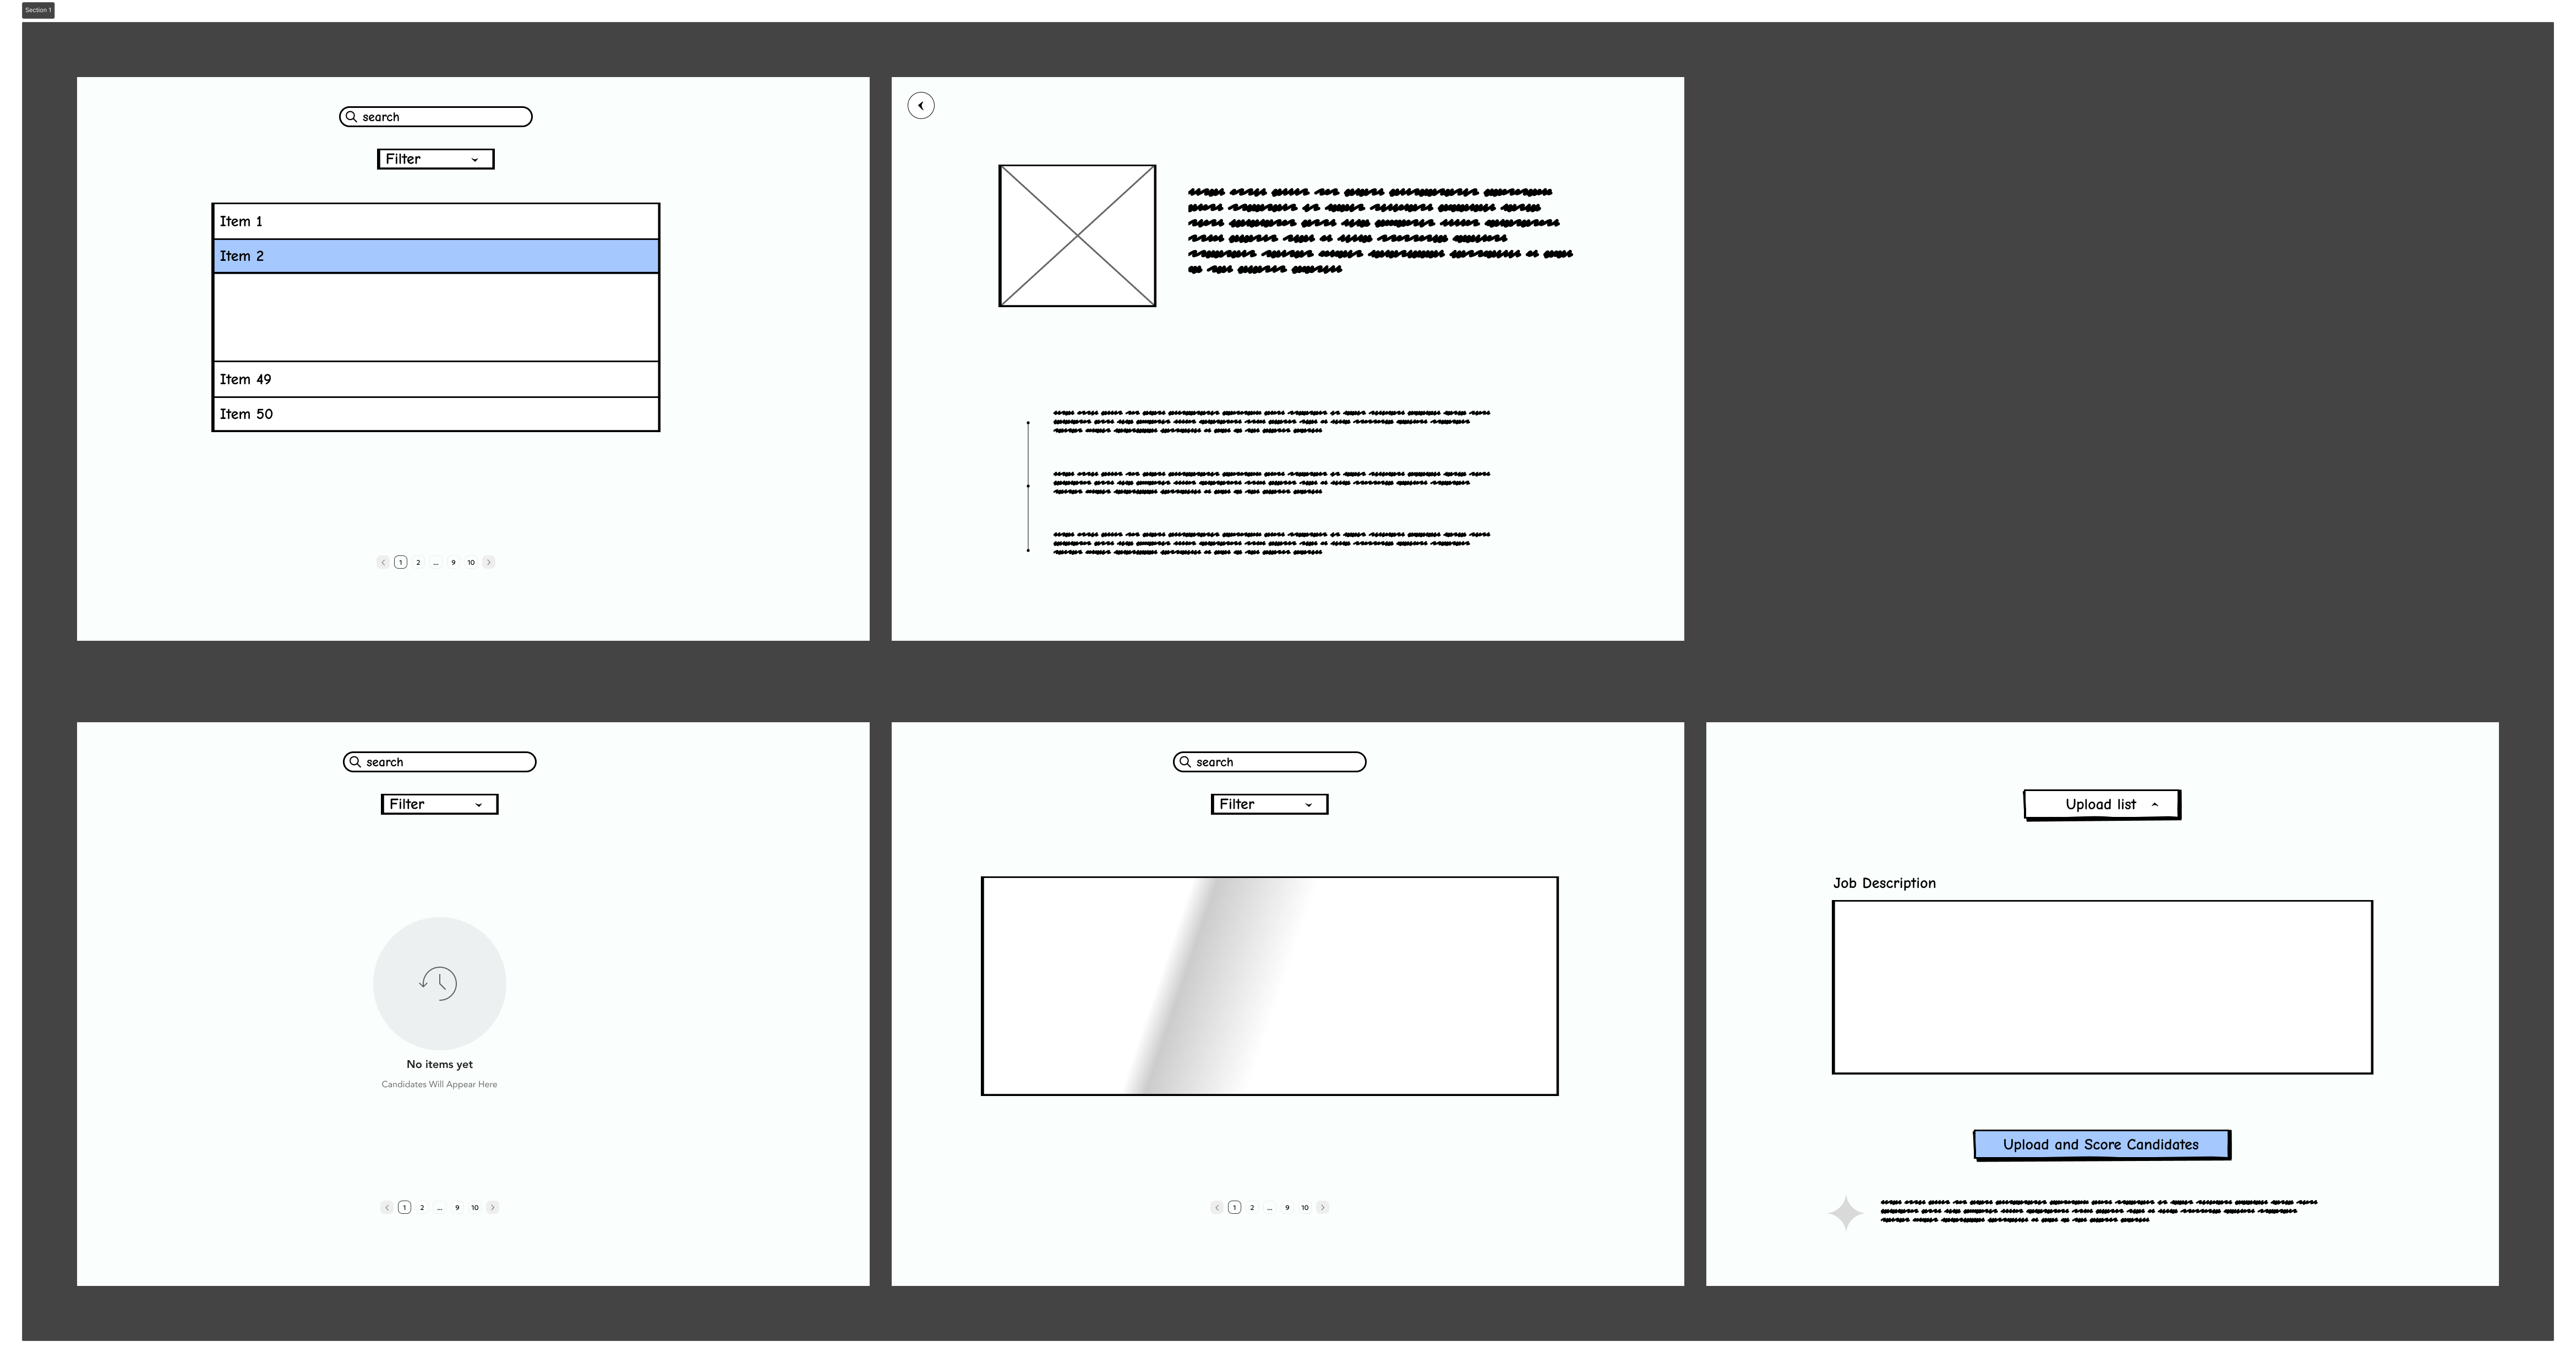 Section 1
search
Filter
Item 1
Item 2
Item 49
Item 50
1 2 ... 9 10
search
Filter
No items yet
Candidates Will Appear Here
1 2 ... 9 10
search
Filter
1 2 ... 9 10
Upload list
Job Description
Upload and Score Candidates